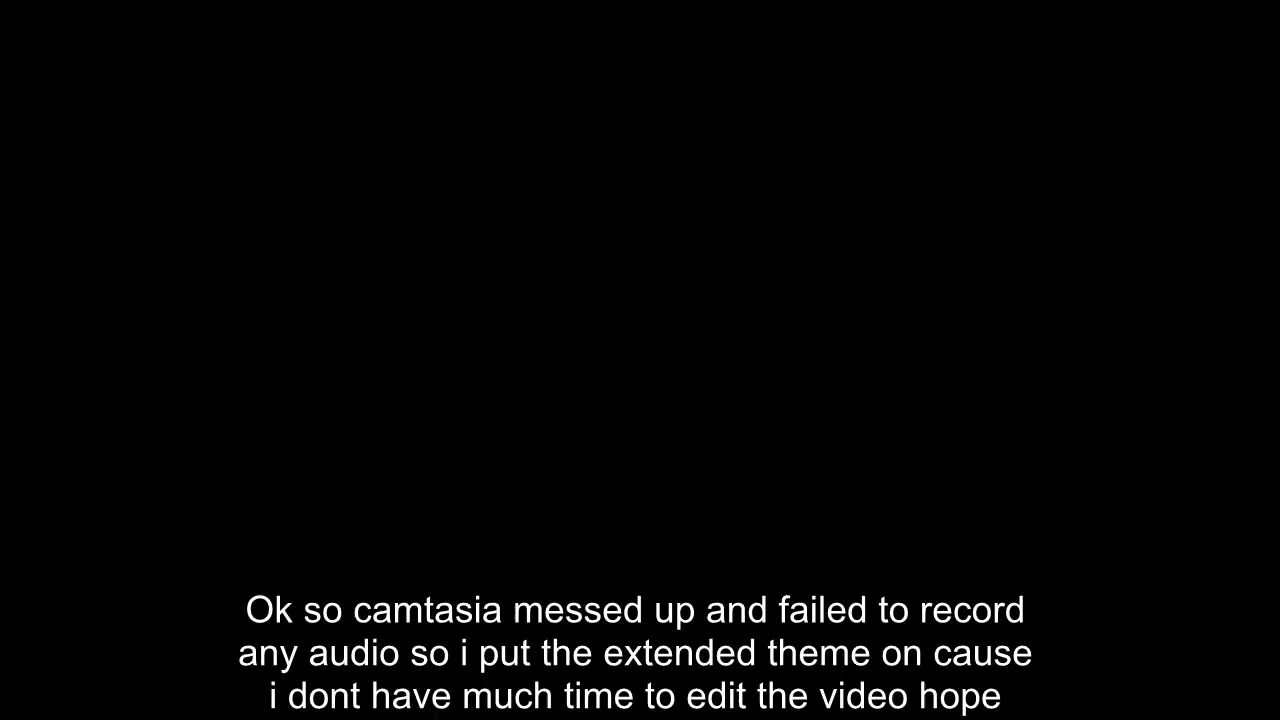 Ok so camtasia messed up and failed to record
any audio so i put the extended theme on cause
i dont have much time to edit the video hope